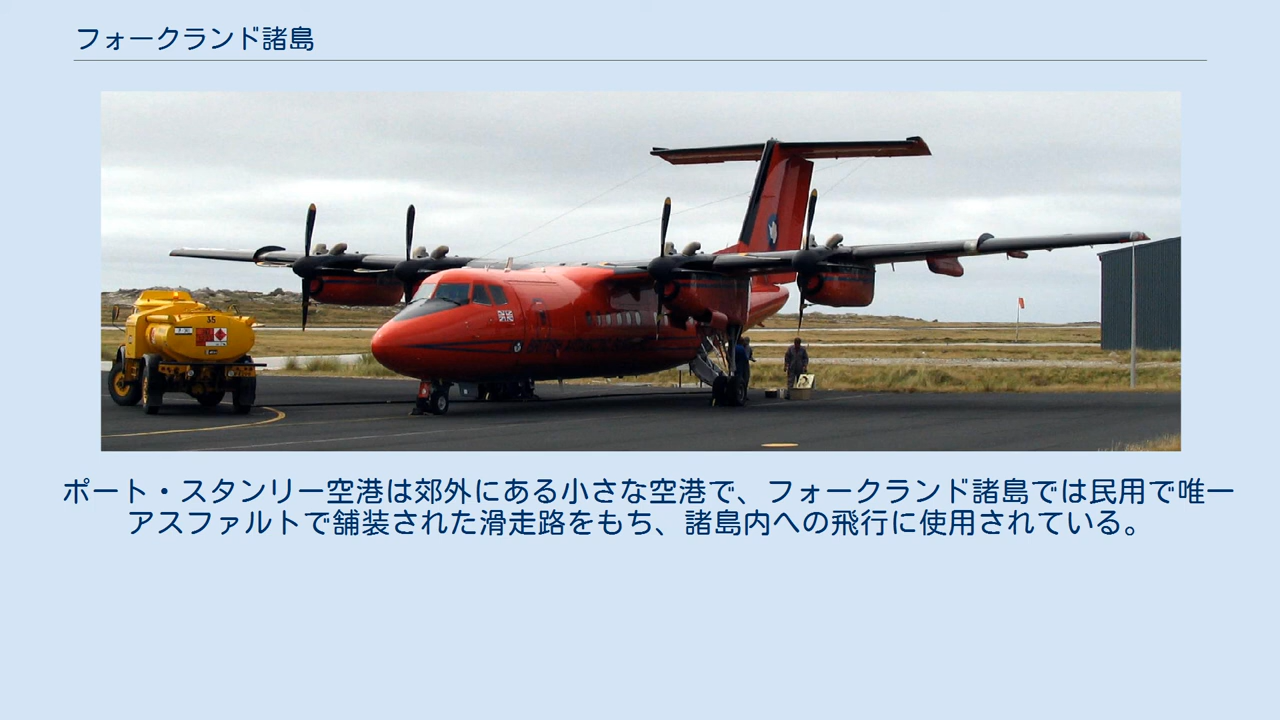 フォークランド諸島
35
ポート・スタンリー空港は郊外にある小さな空港で、フォークランド諸島では民用で唯一
アスファルトで舗装された滑走路をもち、諸島内への飛行に使用されている。